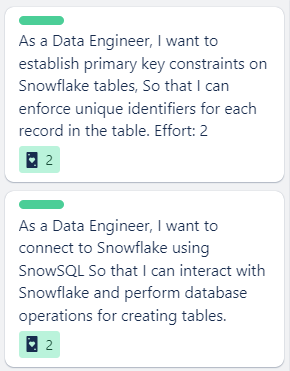 As a Data Engineer, I want to
establish primary key constraints on
Snowflake tables, So that I can
enforce unique identifiers for each
record in the table. Effort: 2
2
As a Data Engineer, I want to
connect to Snowflake using
SnowSQL So that I can interact with
Snowflake and perform database
operations for creating tables.
2